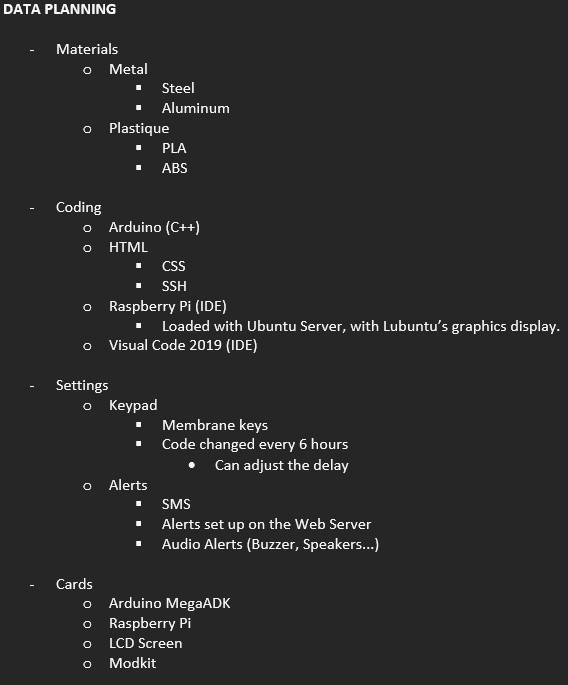 DATA PLANNING
- Materials
o Metal
▪ Steel
▪ Aluminum
o Plastique
▪ PLA
▪ ABS
- Coding
o Arduino (C++)
o HTML
▪ CSS
▪ SSH
o Raspberry Pi (IDE)
▪ Loaded with Ubuntu Server, with Lubuntu’s graphics display.
o Visual Code 2019 (IDE)
- Settings
o Keypad
▪ Membrane keys
▪ Code changed every 6 hours
• Can adjust the delay
o Alerts
▪ SMS
▪ Alerts set up on the Web Server
▪ Audio Alerts (Buzzer, Speakers...)
- Cards
o Arduino MegaADK
o Raspberry Pi
o LCD Screen
o Modkit